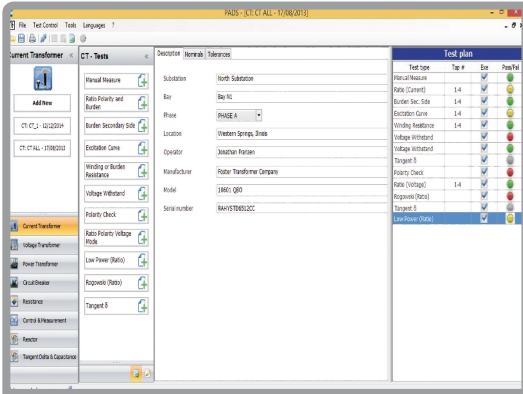 PADS - [CT: CT ALL - 17/08/2013]
File Test Control Tools Languages ?
Current Transformer «
Add New
CT: CT_1 - 12/12/2014
CT: CT ALL - 17/08/2013
Current Transformer
Voltage Transformer
Power Transformer
Circuit Breaker
Resistance
Control & Measurement
Reactor
Tangent Delta & Capacitance
CT - Tests «
Manual Measure
Ratio Polarity and
Burden
Burden Secondary Side
Excitation Curve
Winding or Burden
Resistance
Voltage Withstand
Polarity Check
Ratio Polarity Voltage
Mode
Low Power (Ratio)
Rogowski (Ratio)
Tangent δ
Description Nominals Tolerances
Substation North Substation
Bay Bay N1
Phase PHASE A
Location Western Springs, Illinois
Operator Jonathan Franzen
Manufacturer Foster Transformer Company
Model 18601 QBO
Serial number RAHYSTD6512CC
Test plan
Test type Tap # Exe Pass/Fail
Manual Measure
Ratio (Current) 1-4
Burden Sec. Side 1-4
Excitation Curve 1-4
Winding Resistance 1-4
Voltage Withstand
Voltage Withstand
Tangent δ
Polarity Check
Ratio (Voltage) 1-4
Rogowski (Ratio)
Tangent δ
Low Power (Ratio)